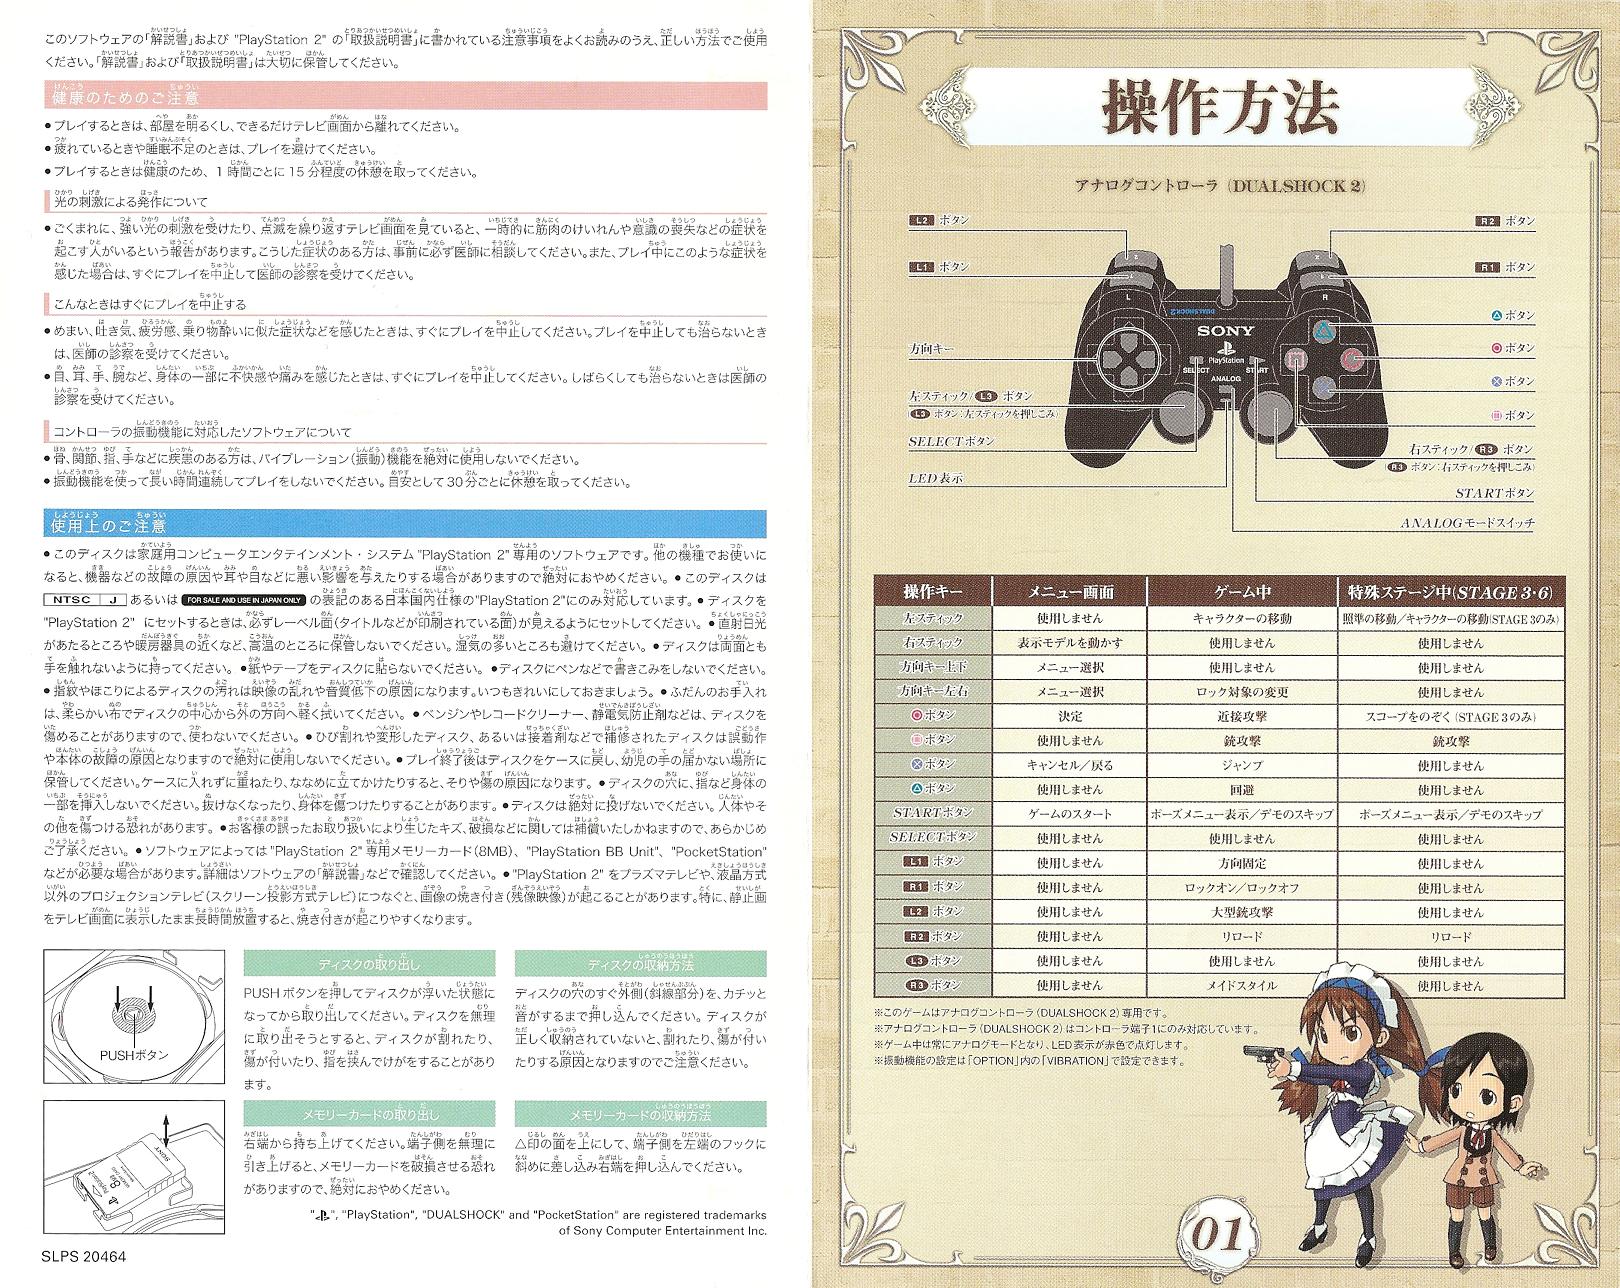 このソフトウェアの「解説書」および "PlayStation 2" の「取扱説明書」に書かれている注意事項をよくお読みのうえ、正しい方法でご使用
ください。「解説書」および「取扱説明書」は大切に保管してください。
健康のためのご注意
●プレイするときは、部屋を明るくし、できるだけテレビ画面から離れてください。
●疲れているときや睡眠不足のときは、プレイを避けてください。
●プレイするときは健康のため、1時間ごとに15分程度の休憩を取ってください。
光の刺激による発作について
●ごくまれに、強い光の刺激を受けたり、点滅を繰り返すテレビ画面を見ていると、一時的に筋肉のけいれんや意識の喪失などの症状を
起こす人がいるという報告があります。こうした症状のある方は、事前に必ず医師に相談してください。また、プレイ中にこのような症状を
感じた場合は、すぐにプレイを中止して医師の診察を受けてください。
こんなときはすぐにプレイを中止する
●めまい、吐き気、疲労感、乗り物酔いに似た症状などを感じたときは、すぐにプレイを中止してください。プレイを中止しても治らないとき
は、医師の診察を受けてください。
●目、耳、手、腕など、身体の一部に不快感や痛みを感じたときは、すぐにプレイを中止してください。しばらくしても治らないときは医師の
診察を受けてください。
コントローラの振動機能に対応したソフトウェアについて
●骨、関節、指、手などに疾患のある方は、バイブレーション(振動)機能を絶対に使用しないでください。
●振動機能を使って長い時間連続してプレイをしないでください。目安として30分ごとに休憩を取ってください。
使用上のご注意
●このディスクは家庭用コンピュータエンタテインメント・システム "PlayStation 2" 専用のソフトウェアです。他の機種でお使いに
なると、機器などの故障の原因や耳や目などに悪い影響を与えたりする場合がありますので絶対におやめください。●このディスクは
NTSC J あるいは FOR SALE AND USE IN JAPAN ONLY の表記のある日本国内仕様の"PlayStation 2"にのみ対応しています。●ディスクを
"PlayStation 2" にセットするときは、必ずレーベル面(タイトルなどが印刷されている面)が見えるようにセットしてください。●直射日光
があたるところや暖房器具の近くなど、高温のところに保管しないでください。湿気の多いところも避けてください。●ディスクは両面とも
手を触れないように持ってください。●紙やテープをディスクに貼らないでください。●ディスクにペンなどで書きこみをしないでください。
●指紋やほこりによるディスクの汚れは映像の乱れや音質低下の原因になります。いつもきれいにしておきましょう。●ふだんのお手入れ
は、柔らかい布でディスクの中心から外の方向へ軽く拭いてください。●ベンジンやレコードクリーナー、静電気防止剤などは、ディスクを
傷めることがありますので、使わないでください。●ひび割れや変形したディスク、あるいは接着剤などで補修されたディスクは誤動作
や本体の故障の原因となりますので絶対に使用しないでください。●プレイ終了後はディスクをケースに戻し、幼児の手の届かない場所に
保管してください。ケースに入れずに重ねたり、ななめに立てかけたりすると、そりや傷の原因になります。●ディスクの穴に、指など身体の
一部を挿入しないでください。抜けなくなったり、身体を傷つけたりすることがあります。●ディスクは絶対に投げないでください。人体やそ
の他を傷つける恐れがあります。●お客様の誤ったお取り扱いにより生じたキズ、破損などに関しては補償いたしかねますので、あらかじめ
ご了承ください。●ソフトウェアによっては"PlayStation 2" 専用メモリーカード(8MB)、"PlayStation BB Unit"、"PocketStation"
などが必要な場合があります。詳細はソフトウェアの「解説書」などで確認してください。●"PlayStation 2" をプラズマテレビや、液晶方式
以外のプロジェクションテレビ(スクリーン投影方式テレビ)につなぐと、画像の焼き付き(残像映像)が起こることがあります。特に、静止画
をテレビ画面に表示したまま長時間放置すると、焼き付きが起こりやすくなります。
PUSHボタン
ディスクの取り出し
PUSHボタンを押してディスクが浮いた状態に
なってから取り出してください。ディスクを無理
に取り出そうとすると、ディスクが割れたり、
傷が付いたり、指を挟んでけがをすることがあり
ます。
ディスクの収納方法
ディスクの穴のすぐ外側(斜線部分)を、カチッと
音がするまで押し込んでください。ディスクが
正しく収納されていないと、割れたり、傷が付い
たりする原因となりますのでご注意ください。
メモリーカードの取り出し
右端から持ち上げてください。端子側を無理に
引き上げると、メモリーカードを破損させる恐れ
がありますので、絶対におやめください。
メモリーカードの収納方法
△印の面を上にして、端子側を左端のフックに
斜めに差し込み右端を押し込んでください。
"", "PlayStation", "DUALSHOCK" and "PocketStation" are registered trademarks
of Sony Computer Entertainment Inc.
SLPS 20464
操作方法
アナログコントローラ(DUALSHOCK 2)
L2 ボタン
L1 ボタン
方向キー
左スティック/L3 ボタン
(L3 ボタン:左スティックを押しこみ)
SELECTボタン
LED表示
R2 ボタン
R1 ボタン
△ボタン
○ボタン
×ボタン
□ボタン
右スティック/R3 ボタン
(R3 ボタン:右スティックを押しこみ)
STARTボタン
ANALOGモードスイッチ
L
R
DUALSHOCK 2
SONY
PlayStation
SELECT
START
ANALOG
操作キー メニュー画面 ゲーム中 特殊ステージ中(STAGE 3・6)
左スティック 使用しません キャラクターの移動 照準の移動/キャラクターの移動(STAGE 3のみ)
右スティック 表示モデルを動かす 使用しません 使用しません
方向キー上下 メニュー選択 使用しません 使用しません
方向キー左右 メニュー選択 ロック対象の変更 使用しません
○ボタン 決定 近接攻撃 スコープをのぞく(STAGE 3のみ)
□ボタン 使用しません 銃攻撃 銃攻撃
×ボタン キャンセル/戻る ジャンプ 使用しません
△ボタン 使用しません 回避 使用しません
STARTボタン ゲームのスタート ポーズメニュー表示/デモのスキップ ポーズメニュー表示/デモのスキップ
SELECTボタン 使用しません 使用しません 使用しません
L1 ボタン 使用しません 方向固定 使用しません
R1 ボタン 使用しません ロックオン/ロックオフ 使用しません
L2 ボタン 使用しません 大型銃攻撃 使用しません
R2 ボタン 使用しません リロード リロード
L3 ボタン 使用しません 使用しません 使用しません
R3 ボタン 使用しません メイドスタイル 使用しません
※このゲームはアナログコントローラ(DUALSHOCK 2)専用です。
※アナログコントローラ(DUALSHOCK 2)はコントローラ端子1にのみ対応しています。
※ゲーム中は常にアナログモードとなり、LED表示が赤色で点灯します。
※振動機能の設定は「OPTION」内の「VIBRATION」で設定できます。
01